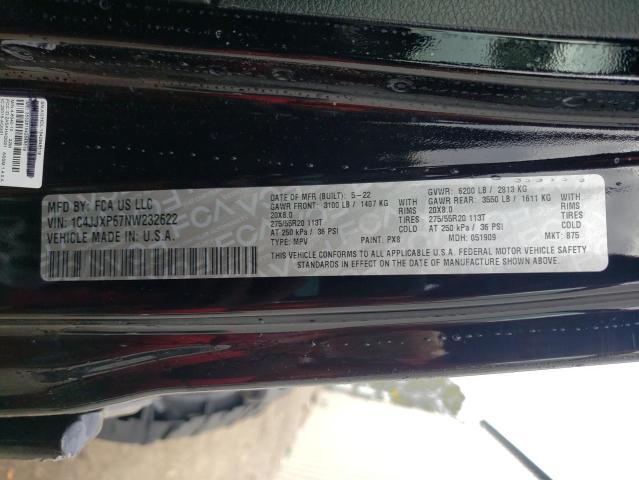 MFD BY: FCA US LLC
VIN: 1C4JJXP67NW232622
VEHICLE MADE IN: U.S.A.
DATE OF MFR (BUILT): 5-22
GAWR FRONT: 3100 LB / 1407 KG WITH
20X8.0 RIMS
275/55R20 113T TIRES
AT 250 kPa / 36 PSI COLD
TYPE: MPV PAINT: PX8
GVWR: 6200 LB / 2813 KG
GAWR REAR: 3550 LB / 1611 KG WITH
20X8.0 RIMS
275/55R20 113T TIRES
AT 250 kPa / 36 PSI COLD
MDH: 051909 MKT: 875
THIS VEHICLE CONFORMS TO ALL APPLICABLE U.S.A. FEDERAL MOTOR VEHICLE SAFETY
STANDARDS IN EFFECT ON THE DATE OF MANUFACTURE SHOWN ABOVE.